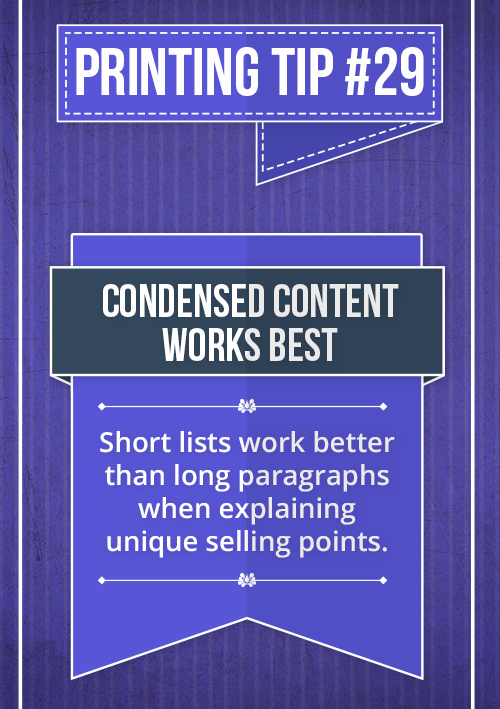 PRINTING TIP #29
CONDENSED CONTENT
WORKS BEST
Short lists work better
than long paragraphs
when explaining
unique selling points.